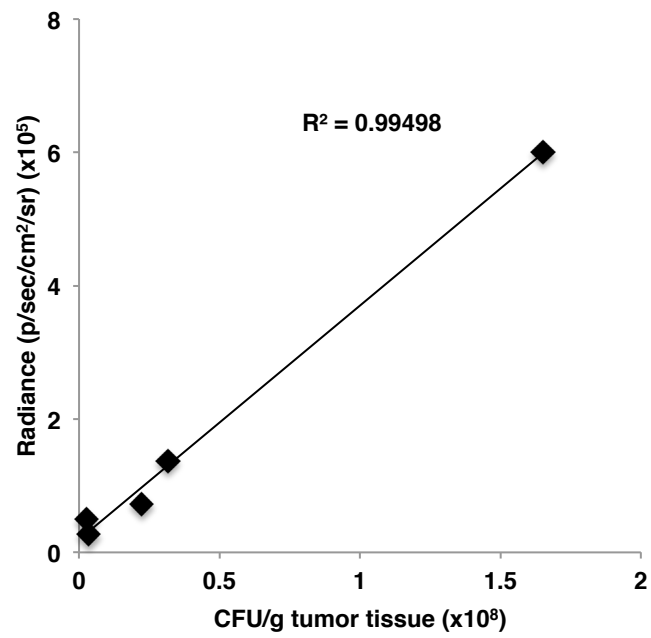 8
6
4
2
0
R² = 0.99498
Radiance (p/sec/cm²/sr) (x10⁵)
0 0.5 1 1.5 2
CFU/g tumor tissue (x10⁸)